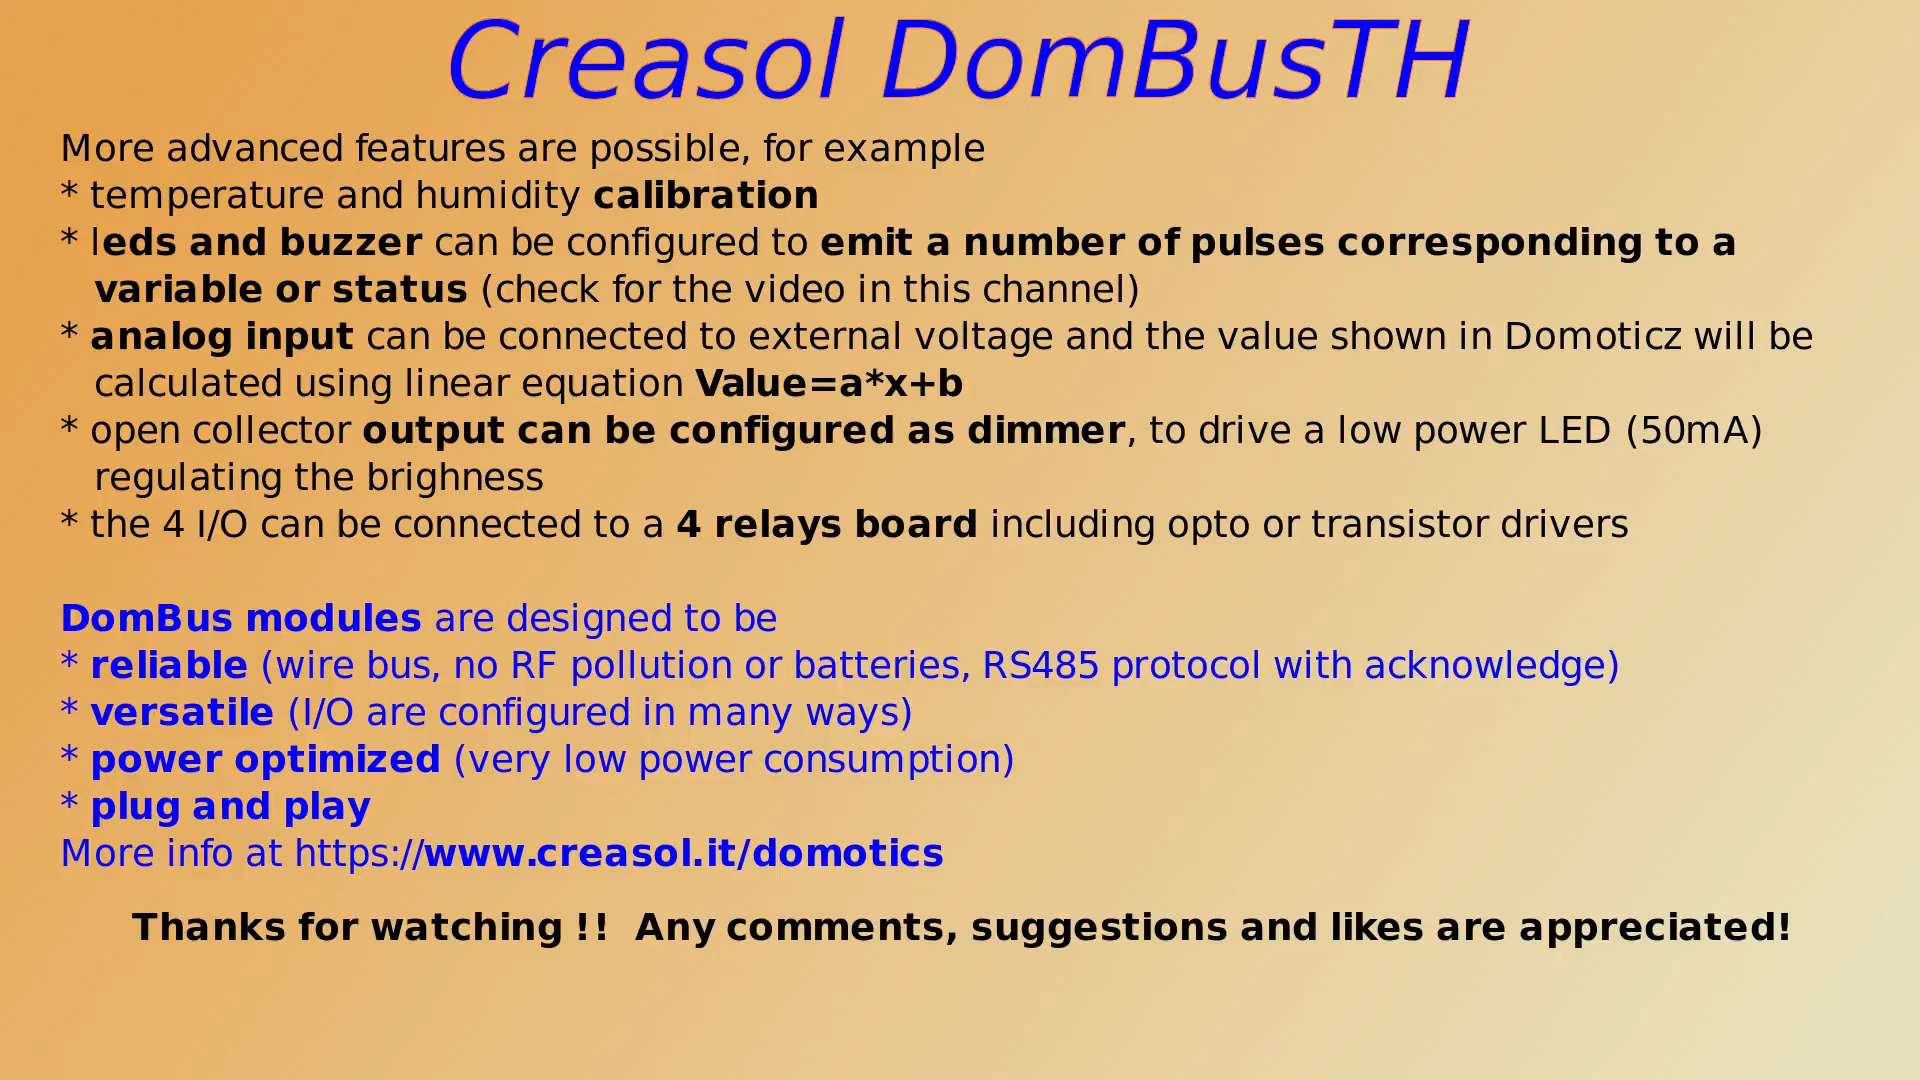 Creasol DomBusTH
More advanced features are possible, for example
* temperature and humidity calibration
* leds and buzzer can be configured to emit a number of pulses corresponding to a
variable or status (check for the video in this channel)
* analog input can be connected to external voltage and the value shown in Domoticz will be
calculated using linear equation Value=a*x+b
* open collector output can be configured as dimmer, to drive a low power LED (50mA)
regulating the brighness
* the 4 I/O can be connected to a 4 relays board including opto or transistor drivers
DomBus modules are designed to be
* reliable (wire bus, no RF pollution or batteries, RS485 protocol with acknowledge)
* versatile (I/O are configured in many ways)
* power optimized (very low power consumption)
* plug and play
More info at https://www.creasol.it/domotics
Thanks for watching !!  Any comments, suggestions and likes are appreciated!